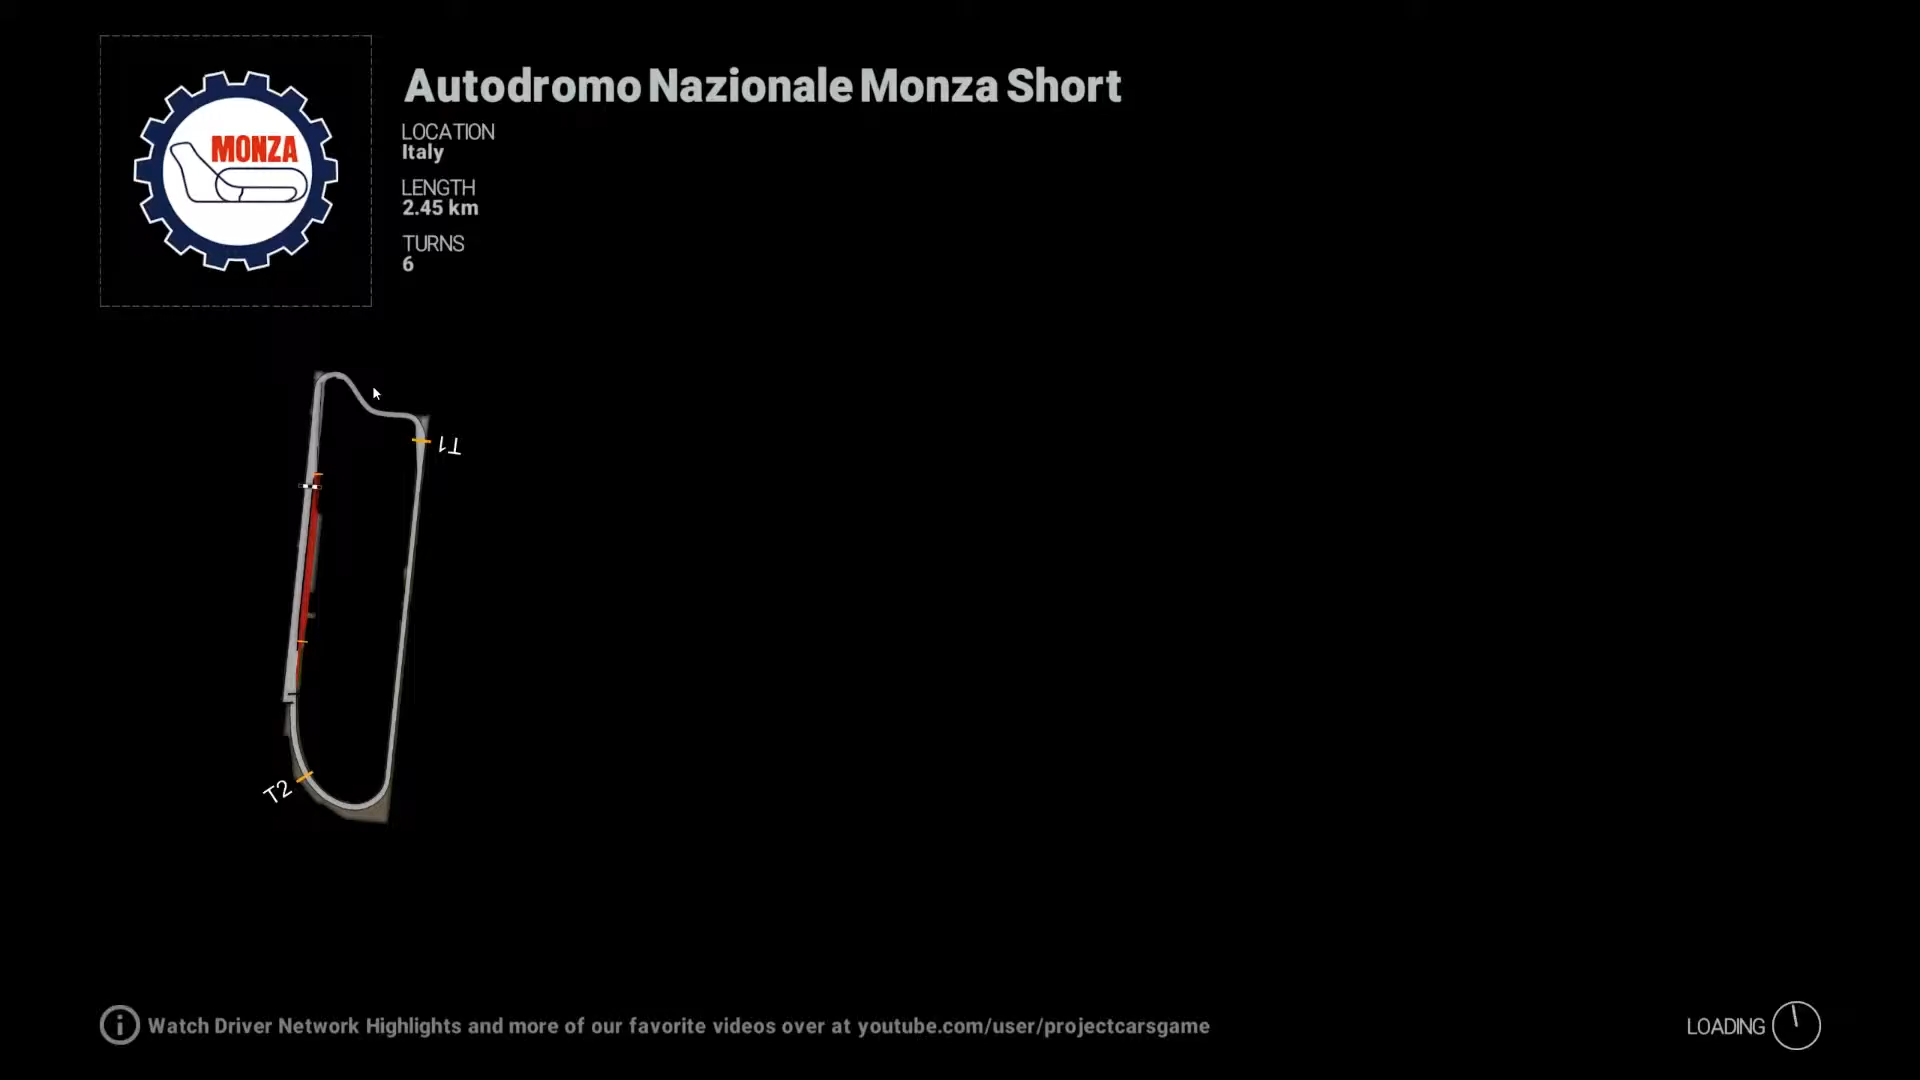 MONZA
Autodromo Nazionale Monza Short
LOCATION
Italy
LENGTH
2.45 km
TURNS
6
T1
T2
Watch Driver Network Highlights and more of our favorite videos over at youtube.com/user/projectcarsgame
LOADING